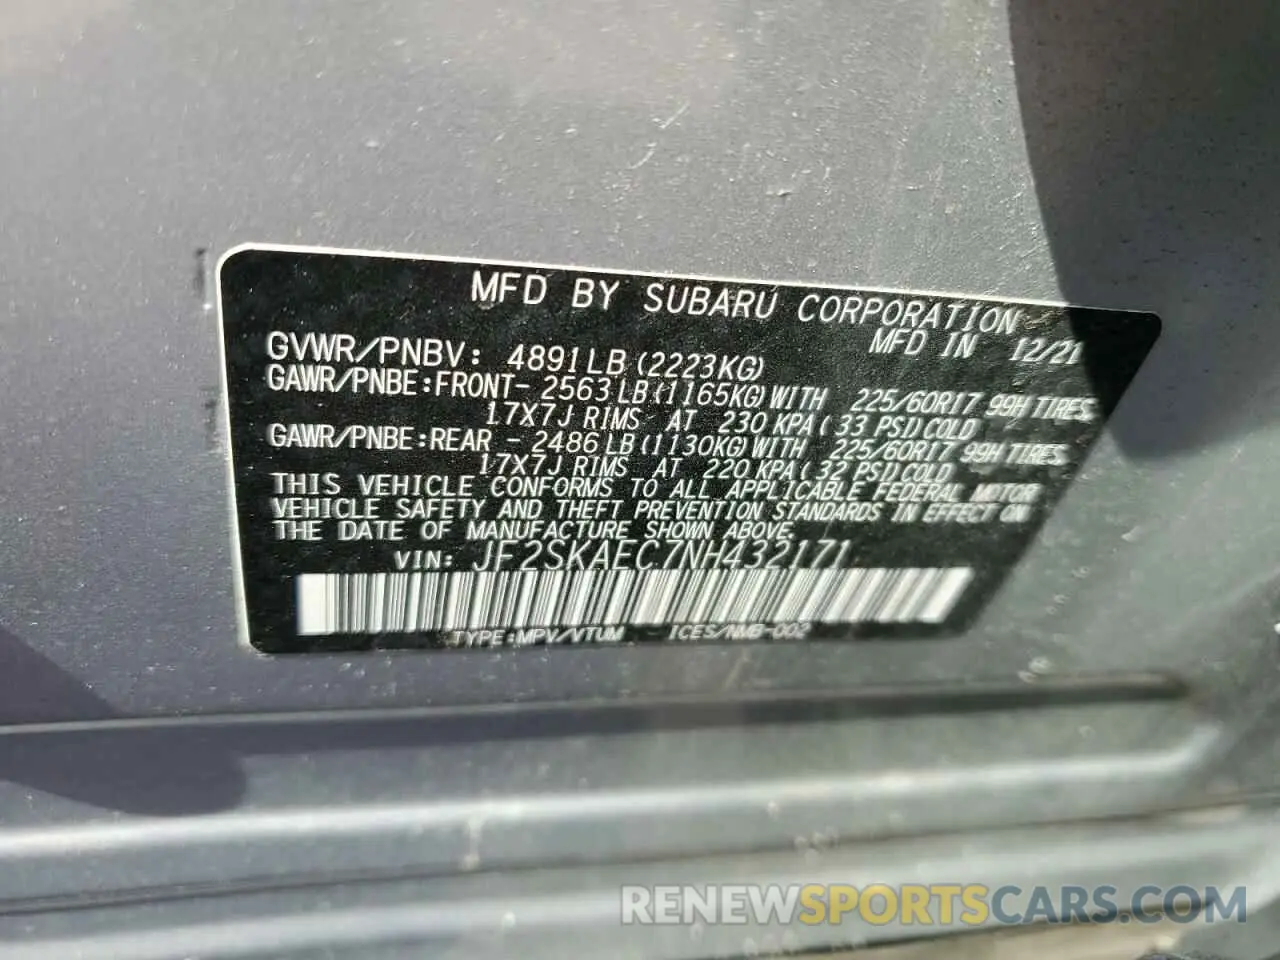 MFD BY SUBARU CORPORATION
MFD IN 12/21
GVWR/PNBV: 4891LB(2223KG)
GAWR/PNBE:FRONT- 2563LB(1165KG)WITH 225/60R17 99H TIRES
17X7J RIMS AT 230 KPA( 33 PSI)COLD
GAWR/PNBE:REAR - 2486LB(1130KG)WITH 225/60R17 99H TIRES
17X7J RIMS AT 220 KPA( 32 PSI)COLD
THIS VEHICLE CONFORMS TO ALL APPLICABLE FEDERAL MOTOR
VEHICLE SAFETY AND THEFT PREVENTION STANDARDS IN EFFECT ON
THE DATE OF MANUFACTURE SHOWN ABOVE.
VIN: JF2SKAEC7NH432171
TYPE:MPV/VTUM ICES/NMB-002
RENEWSPORTSCARS.COM